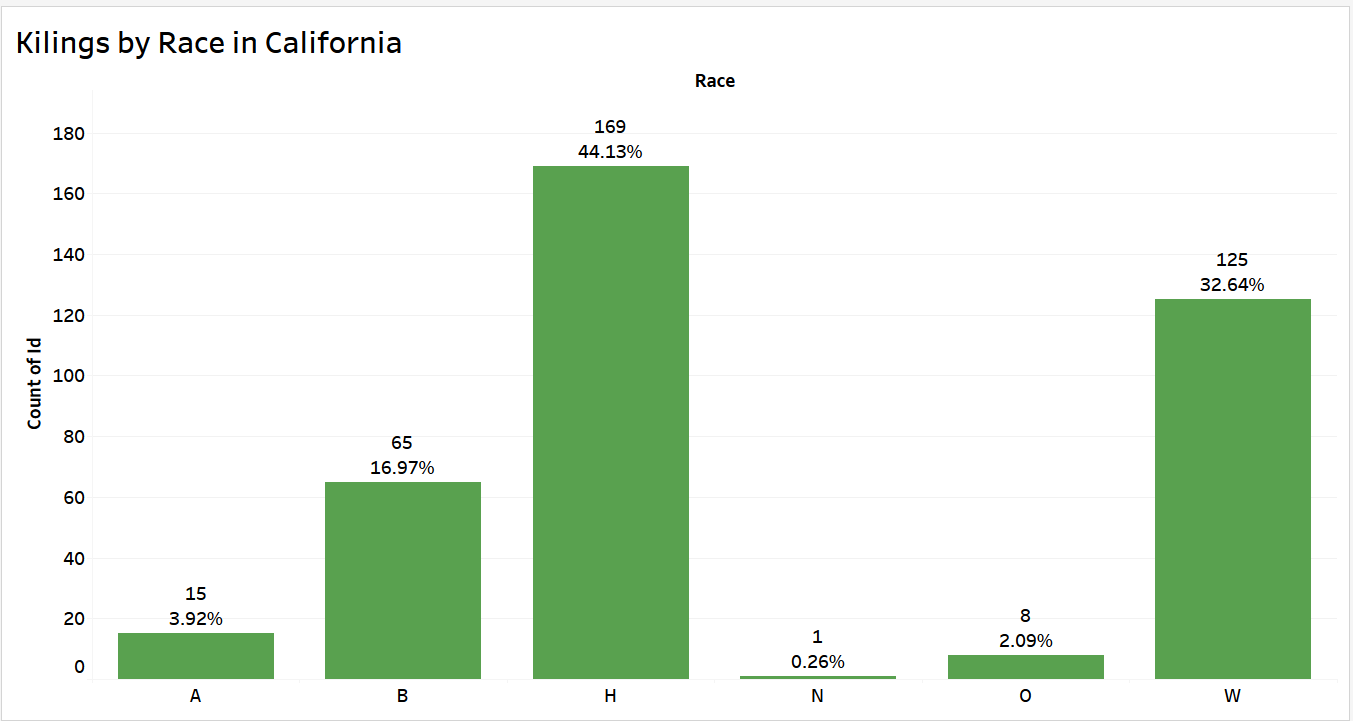 Kilings by Race in California
Race
180
160
140
120
100
80
60
40
20
0
Count of Id
15
3.92%
65
16.97%
169
44.13%
1
0.26%
8
2.09%
125
32.64%
A
B
H
N
O
W